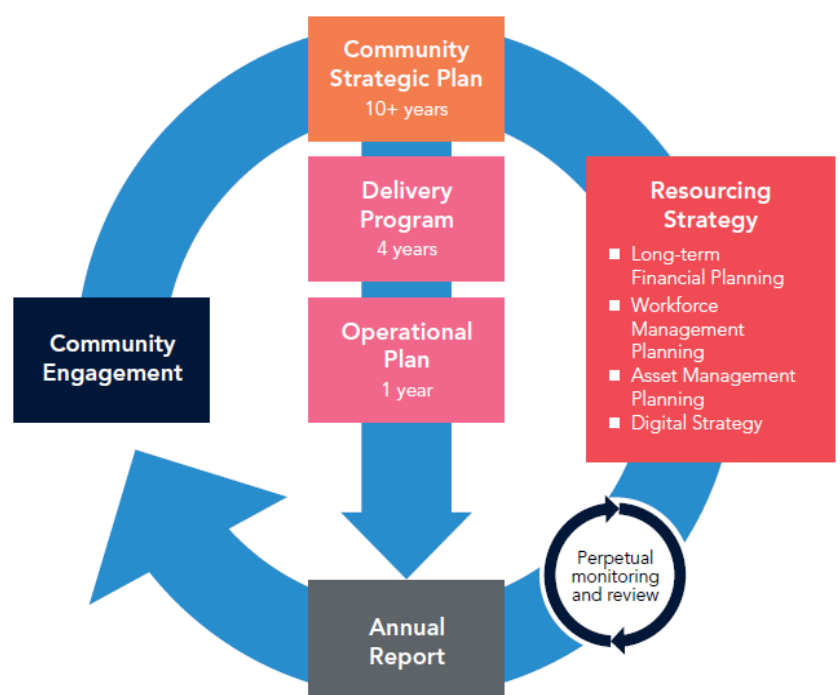 Community
Strategic Plan
10+ years
Delivery
Program
4 years
Operational
Plan
1 year
Resourcing
Strategy
■ Long-term
Financial Planning
■ Workforce
Management
Planning
■ Asset Management
Planning
■ Digital Strategy
Community
Engagement
Perpetual
monitoring
and review
Annual
Report